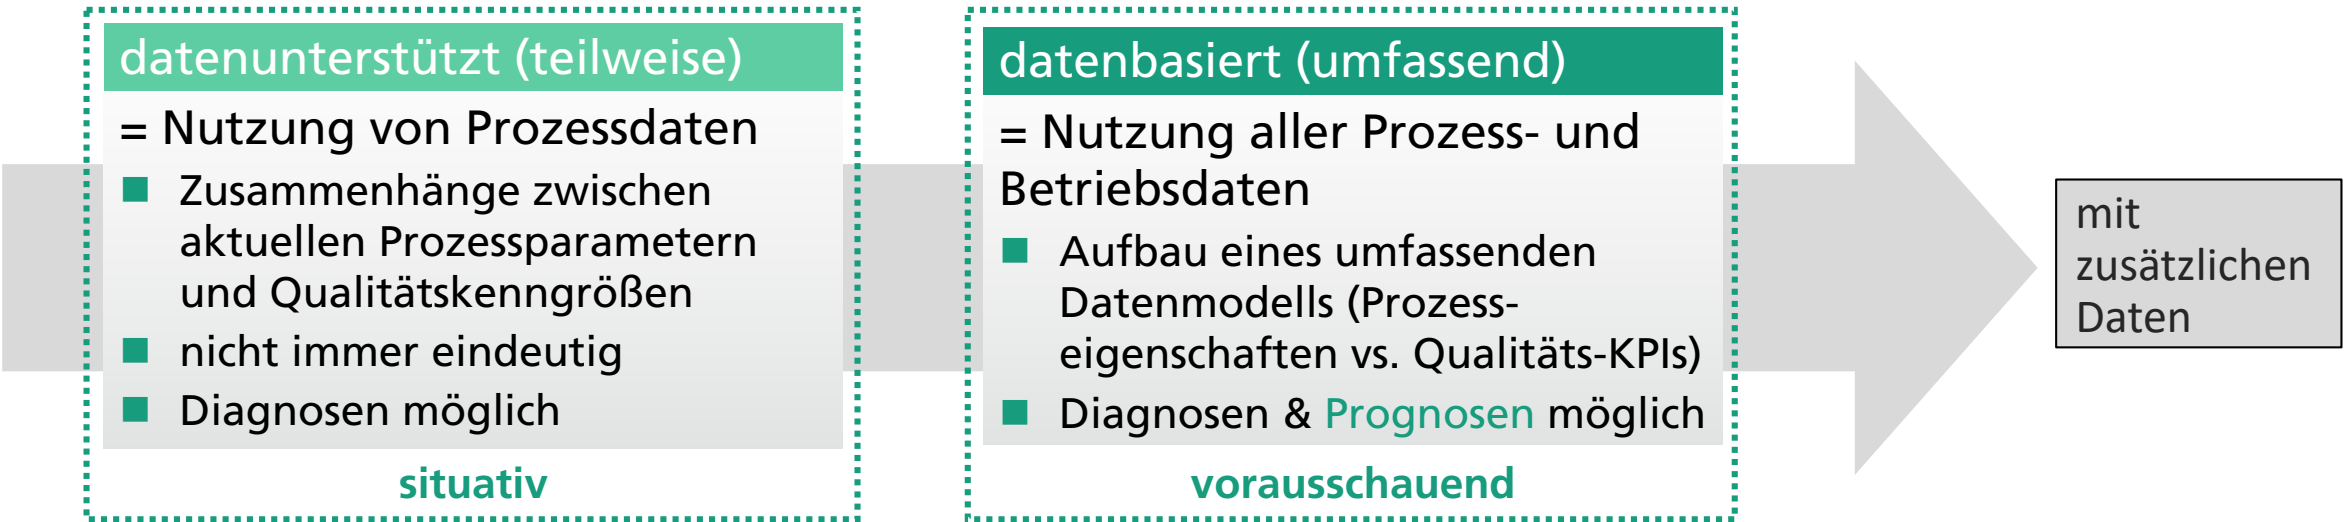 datenunterstützt (teilweise)
= Nutzung von Prozessdaten
Zusammenhänge zwischen
aktuellen Prozessparametern
und Qualitätskenngrößen
nicht immer eindeutig
Diagnosen möglich
situativ
datenbasiert (umfassend)
= Nutzung aller Prozess- und
Betriebsdaten
Aufbau eines umfassenden
Datenmodells (Prozess-
eigenschaften vs. Qualitäts-KPIs)
Diagnosen & Prognosen möglich
vorausschauend
mit
zusätzlichen
Daten